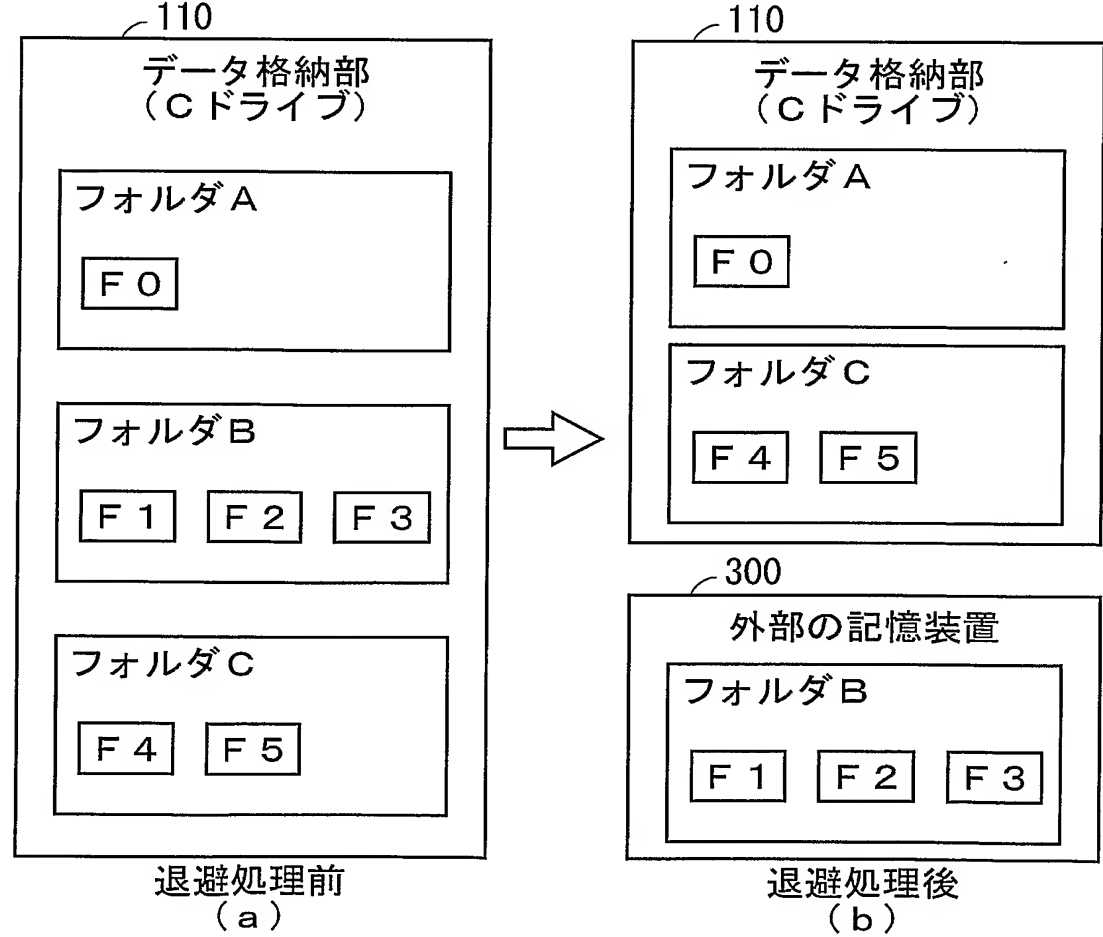 110
データ格納部
(Cドライブ)
フォルダA
F0
フォルダB
F1 F2 F3
フォルダC
F4 F5
退避処理前
(a)
110
データ格納部
(Cドライブ)
フォルダA
F0
フォルダC
F4 F5
300
外部の記憶装置
フォルダB
F1 F2 F3
退避処理後
(b)